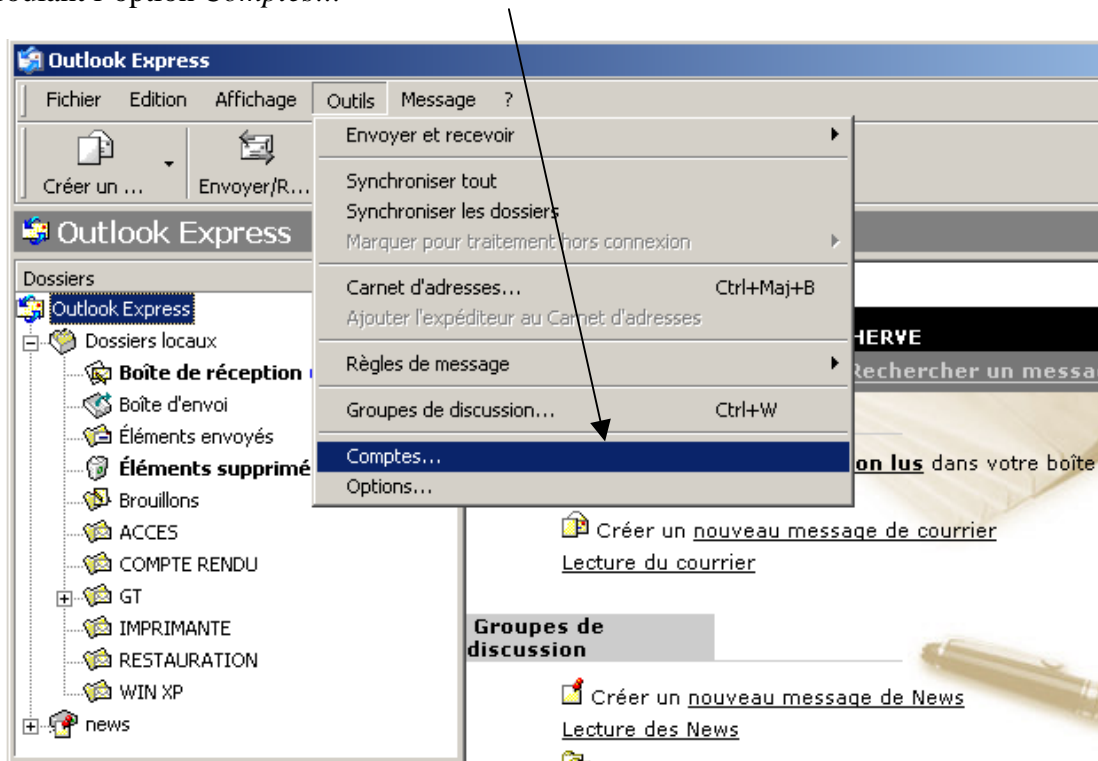 l'option Comptes...
Outlook Express
Fichier Edition Affichage Outils Message ?
Créer un ... Envoyer/R...
Outlook Express
Envoyer et recevoir
Synchroniser tout
Synchroniser les dossiers
Marquer pour traitement hors connexion
Carnet d'adresses... Ctrl+Maj+B
Ajouter l'expéditeur au Carnet d'adresses
Règles de message
Groupes de discussion... Ctrl+W
Comptes...
Options...
Dossiers
Outlook Express
Dossiers locaux
Boîte de réception
Boîte d'envoi
Éléments envoyés
Éléments supprimé
Brouillons
ACCES
COMPTE RENDU
GT
IMPRIMANTE
RESTAURATION
WIN XP
news
HERVE
Rechercher un messa
on lus dans votre boîte
Créer un nouveau message de courrier
Lecture du courrier
Groupes de
discussion
Créer un nouveau message de News
Lecture des News